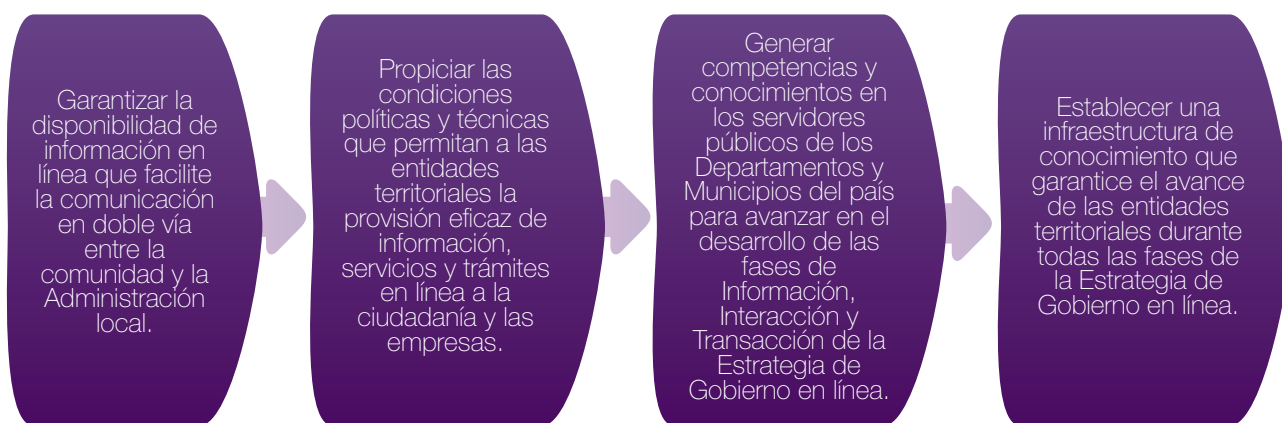 Garantizar la
disponibilidad de
información en
línea que facilite
la comunicación
en doble vía
entre la
comunidad y la
Administración
local.
Propiciar las
condiciones
políticas y técnicas
que permitan a las
entidades
territoriales la
provisión eficaz de
información,
servicios y trámites
en línea a la
ciudadanía y las
empresas.
Generar
competencias y
conocimientos en
los servidores
públicos de los
Departamentos y
Municipios del país
para avanzar en el
desarrollo de las
fases de
Información,
Interacción y
Transacción de la
Estrategia de
Gobierno en línea.
Establecer una
infraestructura de
conocimiento que
garantice el avance
de las entidades
territoriales durante
todas las fases de
la Estrategia de
Gobierno en línea.